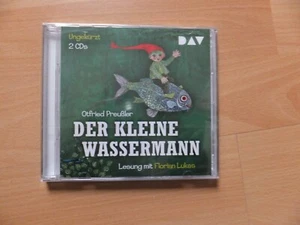 Ungekürzt
2 CDs
DAV
Otfried Preußler
DER KLEINE
WASSERMANN
Lesung mit Florian Lukas